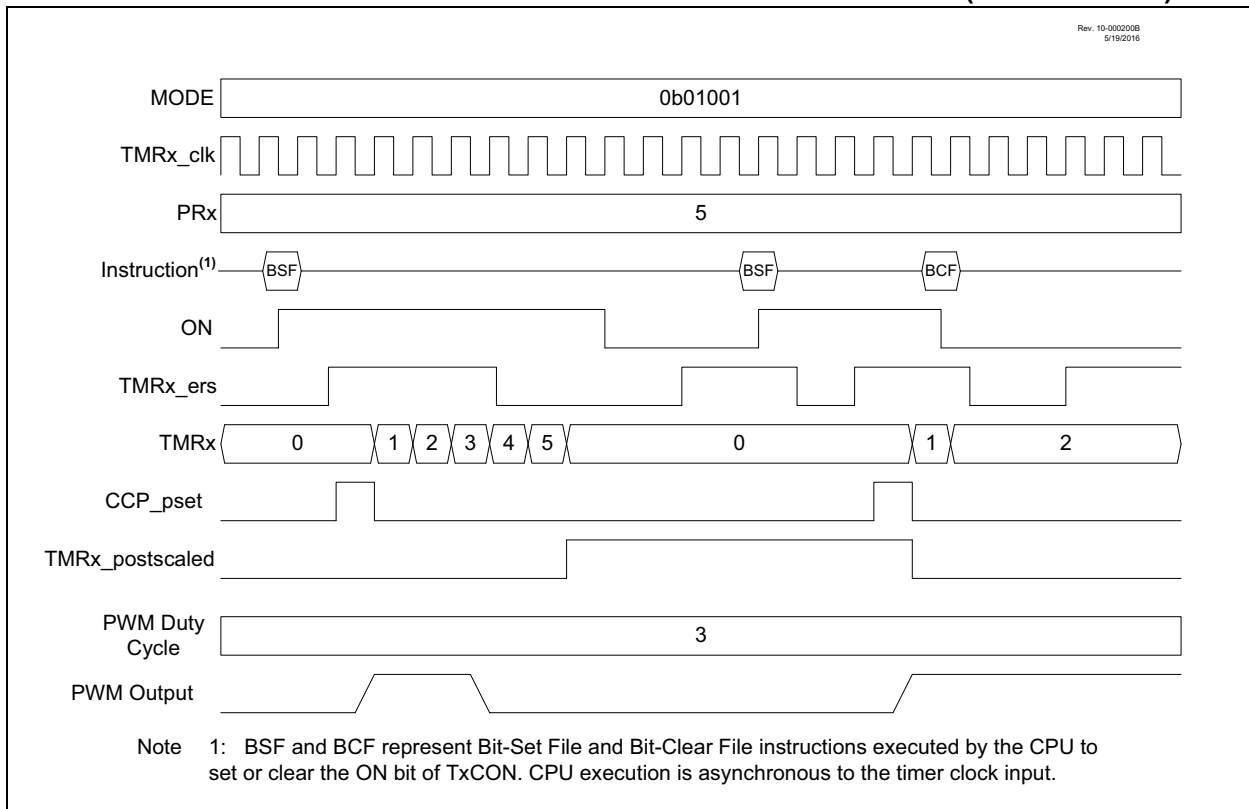 Rev. 10-000200B
5/19/2016
MODE 0b01001
TMRx_clk
PRx 5
Instruction(1) BSF BSF BCF
ON
TMRx_ers
TMRx 0 1 2 3 4 5 0 1 2
CCP_pset
TMRx_postscaled
PWM Duty
Cycle 3
PWM Output
Note 1: BSF and BCF represent Bit-Set File and Bit-Clear File instructions executed by the CPU to
set or clear the ON bit of TxCON. CPU execution is asynchronous to the timer clock input.